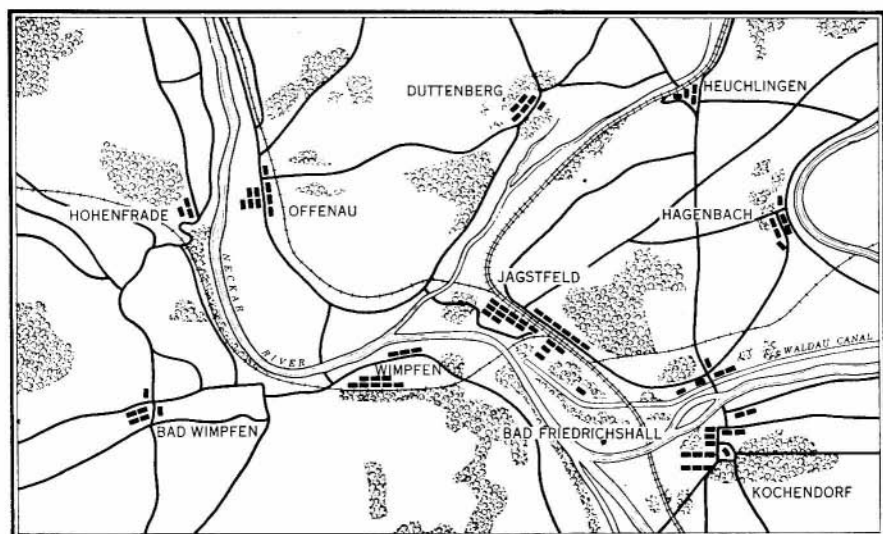 DUTTENBERG
HEUCHLINGEN
HOHENFRADE
OFFENAU
HAGENBACH
NECKAR
RIVER
JAGSTFELD
WALDAU CANAL
WIMPFEN
BAD WIMPFEN
BAD FRIEDRICHSHALL
KOCHENDORF